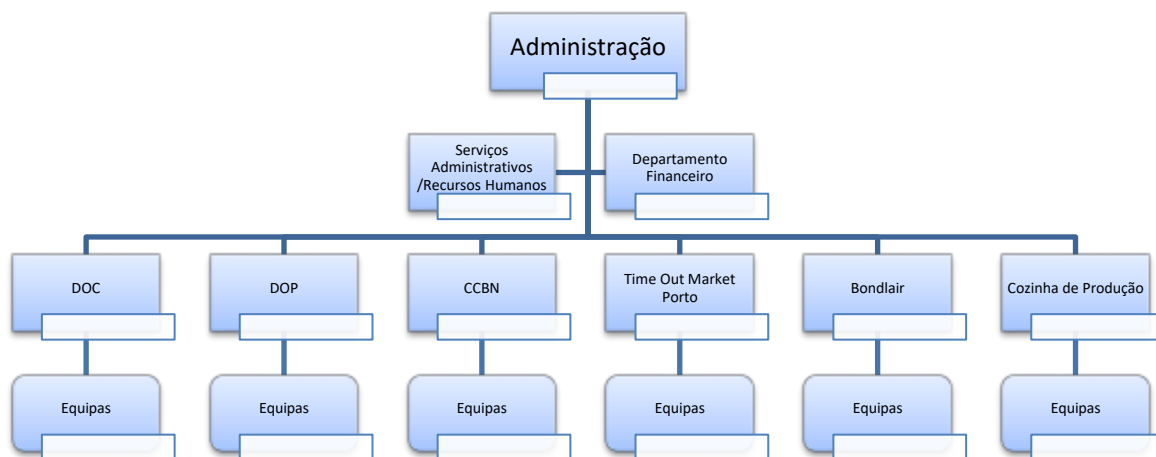 Administração
Serviços
Administrativos
/Recursos Humanos
Departamento
Financeiro
DOC
DOP
CCBN
Time Out Market
Porto
Bondlair
Cozinha de Produção
Equipas
Equipas
Equipas
Equipas
Equipas
Equipas